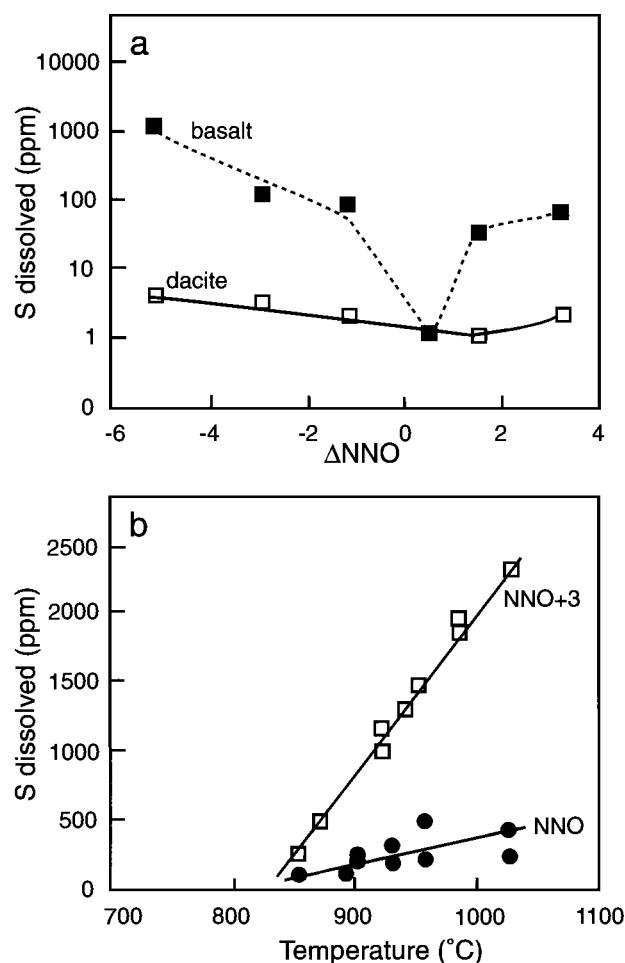 a
S dissolved (ppm)
10000
1000
100
10
1
0
basalt
dacite
-6 -4 -2 0 2 4
ΔNNO
b
S dissolved (ppm)
2500
2000
1500
1000
500
0
NNO+3
NNO
700 800 900 1000 1100
Temperature (˚C)